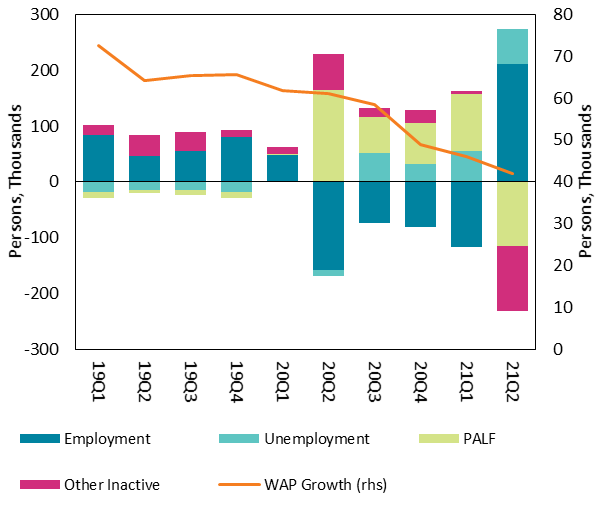 Persons, Thousands
300
200
100
0
-100
-200
-300
80
70
60
50
40
30
20
10
0
Persons, Thousands
19Q1
19Q2
19Q3
19Q4
20Q1
20Q2
20Q3
20Q4
21Q1
21Q2
Employment
Unemployment
PALF
Other Inactive
WAP Growth (rhs)